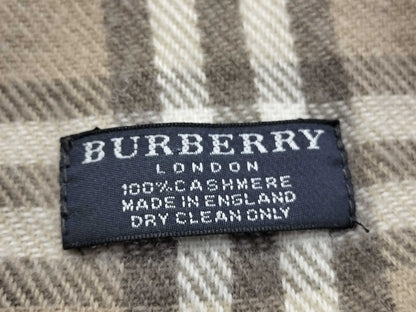 BURBERRY
LONDON
100% CASHMERE
MADE IN ENGLAND
DRY CLEAN ONLY